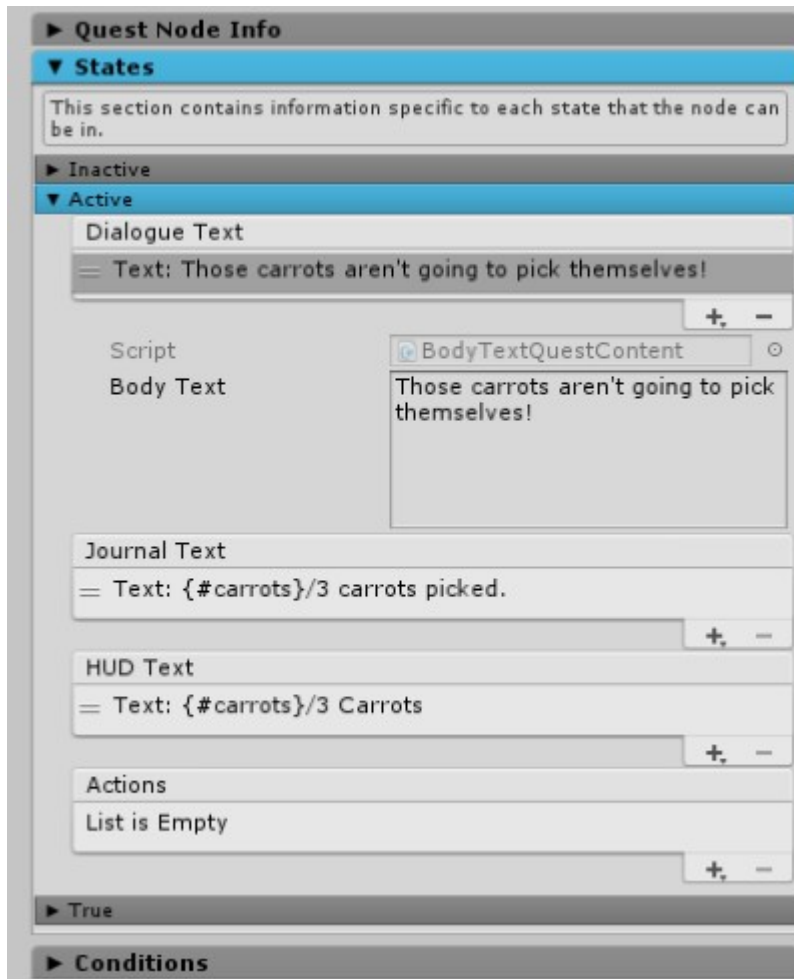 Quest Node Info
States
This section contains information specific to each state that the node can
be in.
Inactive
Active
Dialogue Text
Text: Those carrots aren't going to pick themselves!
Script BodyTextQuestContent
Body Text Those carrots aren't going to pick
themselves!
Journal Text
Text: {#carrots}/3 carrots picked.
HUD Text
Text: {#carrots}/3 Carrots
Actions
List is Empty
True
Conditions